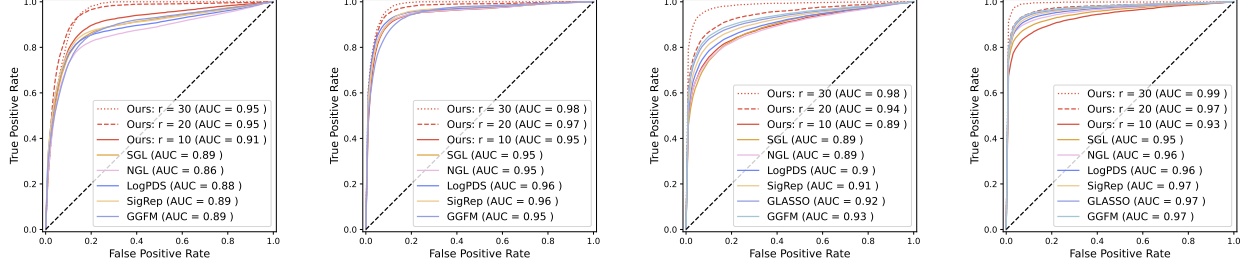 True Positive Rate
1.0
0.8
0.6
0.4
0.2
0.0
Ours: r = 30 (AUC = 0.95 )
Ours: r = 20 (AUC = 0.95 )
Ours: r = 10 (AUC = 0.91 )
SGL (AUC = 0.89 )
NGL (AUC = 0.86 )
LogPDS (AUC = 0.88 )
SigRep (AUC = 0.89 )
GGFM (AUC = 0.89 )
0.0 0.2 0.4 0.6 0.8 1.0
False Positive Rate
True Positive Rate
1.0
0.8
0.6
0.4
0.2
0.0
Ours: r = 30 (AUC = 0.98 )
Ours: r = 20 (AUC = 0.97 )
Ours: r = 10 (AUC = 0.95 )
SGL (AUC = 0.95 )
NGL (AUC = 0.95 )
LogPDS (AUC = 0.96 )
SigRep (AUC = 0.96 )
GGFM (AUC = 0.95 )
0.0 0.2 0.4 0.6 0.8 1.0
False Positive Rate
True Positive Rate
1.0
0.8
0.6
0.4
0.2
0.0
Ours: r = 30 (AUC = 0.98 )
Ours: r = 20 (AUC = 0.94 )
Ours: r = 10 (AUC = 0.89 )
SGL (AUC = 0.89 )
NGL (AUC = 0.89 )
LogPDS (AUC = 0.9 )
SigRep (AUC = 0.91 )
GLASSO (AUC = 0.92 )
GGFM (AUC = 0.93 )
0.0 0.2 0.4 0.6 0.8 1.0
False Positive Rate
True Positive Rate
1.0
0.8
0.6
0.4
0.2
0.0
Ours: r = 30 (AUC = 0.99 )
Ours: r = 20 (AUC = 0.97 )
Ours: r = 10 (AUC = 0.93 )
SGL (AUC = 0.95 )
NGL (AUC = 0.96 )
LogPDS (AUC = 0.96 )
SigRep (AUC = 0.97 )
GLASSO (AUC = 0.97 )
GGFM (AUC = 0.97 )
0.0 0.2 0.4 0.6 0.8 1.0
False Positive Rate